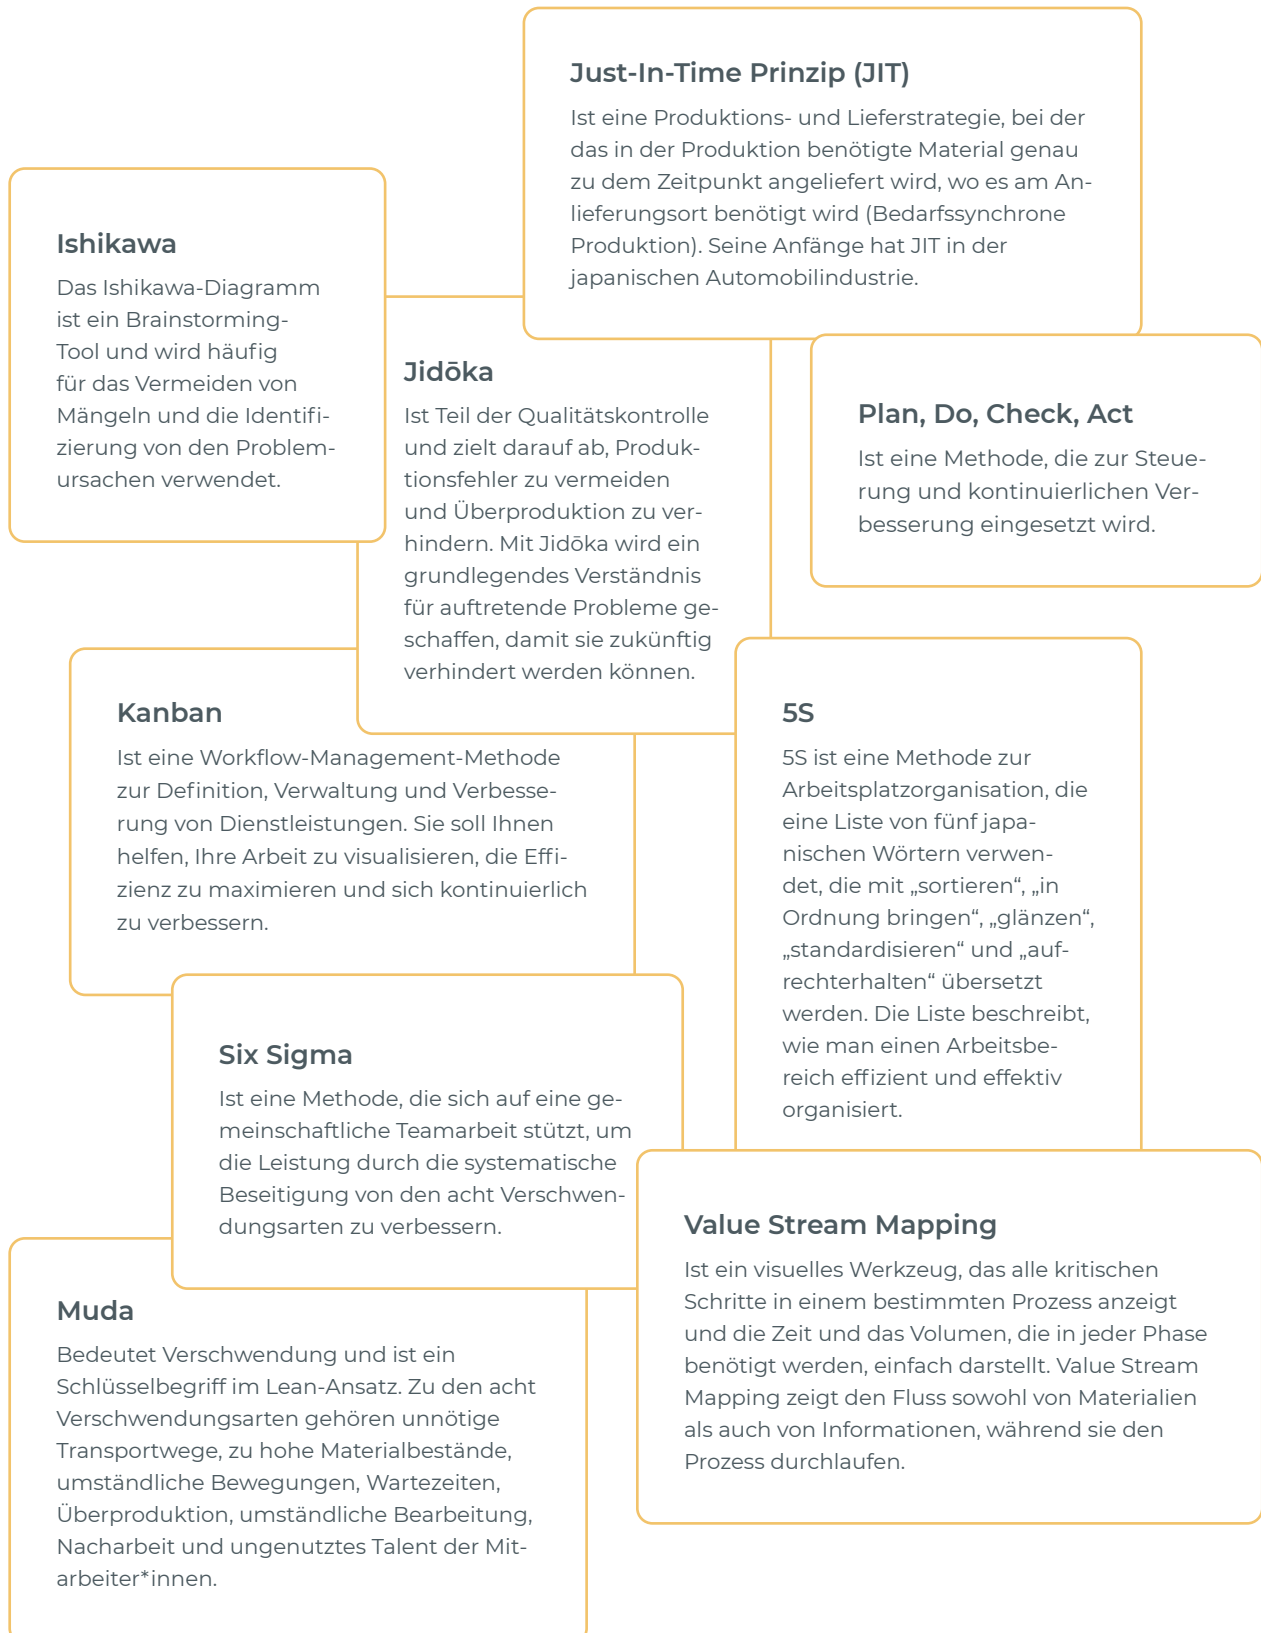 Just-In-Time Prinzip (JIT)
Ist eine Produktions- und Lieferstrategie, bei der
das in der Produktion benötigte Material genau
zu dem Zeitpunkt angeliefert wird, wo es am An-
lieferungsort benötigt wird (Bedarfssynchrone
Produktion). Seine Anfänge hat JIT in der
japanischen Automobilindustrie.
Ishikawa
Das Ishikawa-Diagramm
ist ein Brainstorming-
Tool und wird häufig
für das Vermeiden von
Mängeln und die Identifi-
zierung von den Problem-
ursachen verwendet.
Jidōka
Ist Teil der Qualitätskontrolle
und zielt darauf ab, Produk-
tionsfehler zu vermeiden
und Überproduktion zu ver-
hindern. Mit Jidōka wird ein
grundlegendes Verständnis
für auftretende Probleme ge-
schaffen, damit sie zukünftig
verhindert werden können.
Plan, Do, Check, Act
Ist eine Methode, die zur Steue-
rung und kontinuierlichen Ver-
besserung eingesetzt wird.
Kanban
Ist eine Workflow-Management-Methode
zur Definition, Verwaltung und Verbesse-
rung von Dienstleistungen. Sie soll Ihnen
helfen, Ihre Arbeit zu visualisieren, die Effi-
zienz zu maximieren und sich kontinuierlich
zu verbessern.
5S
5S ist eine Methode zur
Arbeitsplatzorganisation, die
eine Liste von fünf japa-
nischen Wörtern verwen-
det, die mit „sortieren“, „in
Ordnung bringen“, „glänzen“,
„standardisieren“ und „auf-
rechterhalten“ übersetzt
werden. Die Liste beschreibt,
wie man einen Arbeitsbe-
reich effizient und effektiv
organisiert.
Six Sigma
Ist eine Methode, die sich auf eine ge-
meinschaftliche Teamarbeit stützt, um
die Leistung durch die systematische
Beseitigung von den acht Verschwen-
dungsarten zu verbessern.
Value Stream Mapping
Ist ein visuelles Werkzeug, das alle kritischen
Schritte in einem bestimmten Prozess anzeigt
und die Zeit und das Volumen, die in jeder Phase
benötigt werden, einfach darstellt. Value Stream
Mapping zeigt den Fluss sowohl von Materialien
als auch von Informationen, während sie den
Prozess durchlaufen.
Muda
Bedeutet Verschwendung und ist ein
Schlüsselbegriff im Lean-Ansatz. Zu den acht
Verschwendungsarten gehören unnötige
Transportwege, zu hohe Materialbestände,
umständliche Bewegungen, Wartezeiten,
Überproduktion, umständliche Bearbeitung,
Nacharbeit und ungenutztes Talent der Mit-
arbeiter*innen.